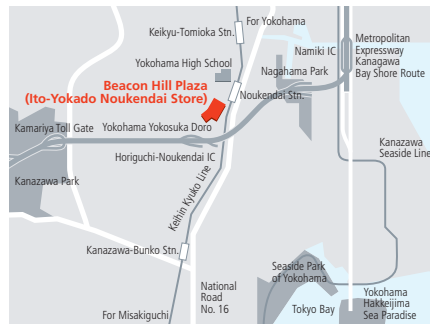 For Yokohama
Keikyu-Tomioka Stn.
Metropolitan
Expressway
Kanagawa
Bay Shore Route
Namiki IC
Yokohama High School
Nagahama Park
Beacon Hill Plaza
(Ito-Yokado Noukendai Store)
Noukendai Stn.
Kamariya Toll Gate
Yokohama Yokosuka Doro
Kanazawa
Seaside Line
Horiguchi-Noukendai IC
Kanazawa Park
Keihin Kyuko Line
Kanazawa-Bunko Stn.
Seaside Park
of Yokohama
National
Road
No. 16
Yokohama
Hakkeijima
Sea Paradise
Tokyo Bay
For Misakiguchi